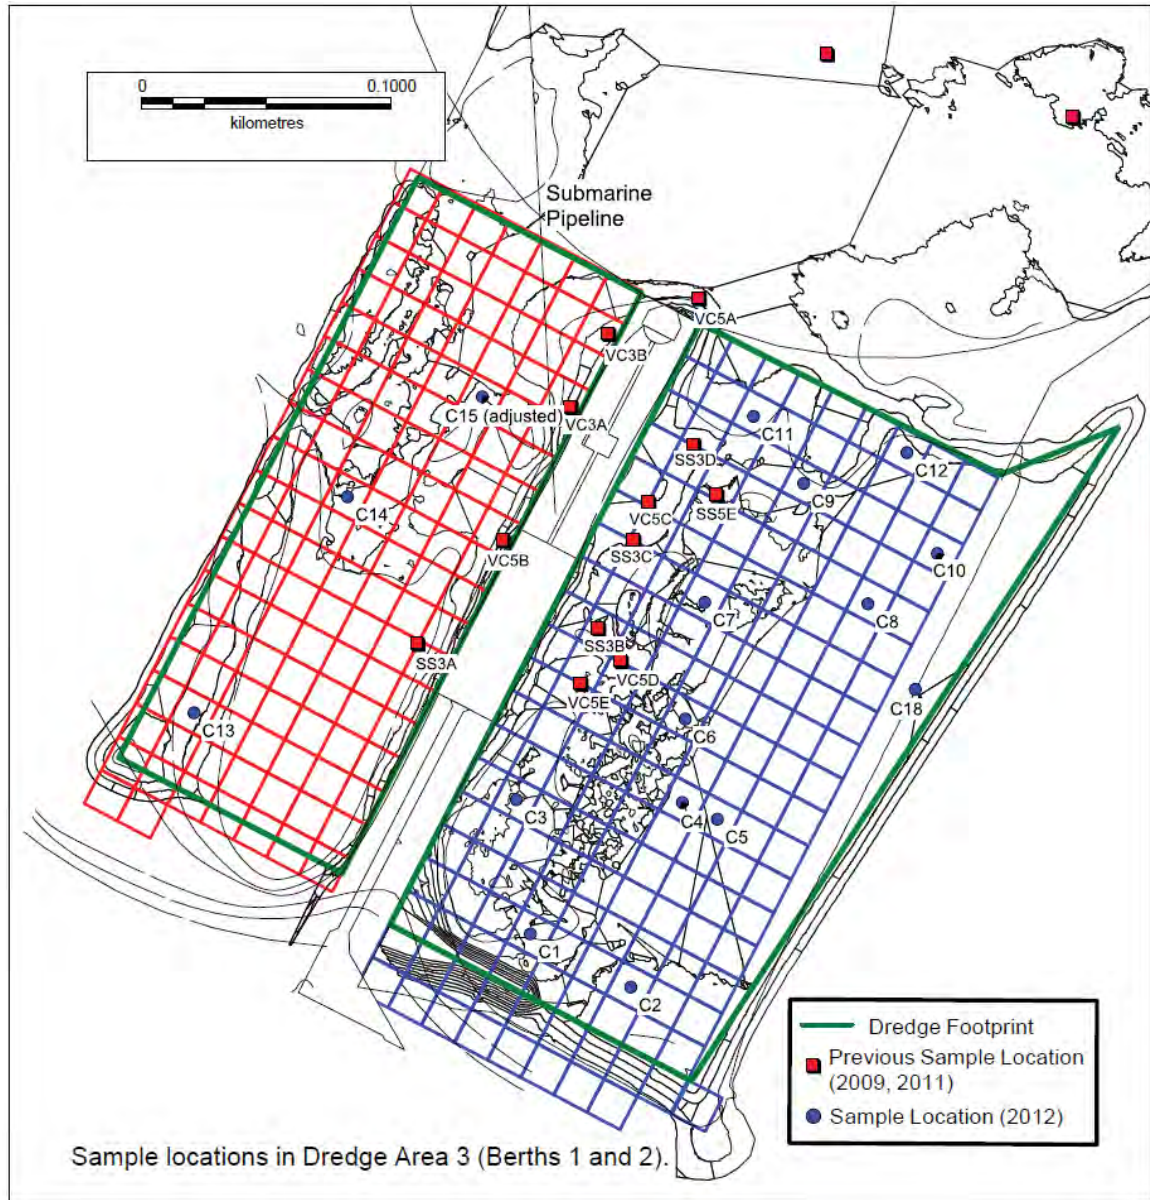 0 0.1000
kilometres
Submarine
Pipeline
VC5A
VC3B
C15 (adjusted)
VC3A
C11
SS3D
C12
C9
SS5E
C14
VC5C
VC5B
SS3C
C10
C7
C8
SS3B
SS3A
VC5D
C18
VC5E
C13
C6
C3
C4
C5
C1
C2
Dredge Footprint
Previous Sample Location
(2009, 2011)
Sample Location (2012)
Sample locations in Dredge Area 3 (Berths 1 and 2).